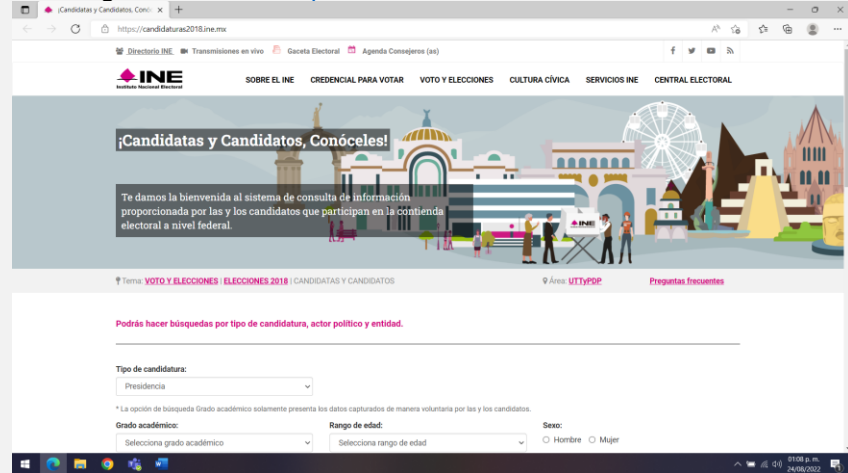 ¡Candidatas y Candidatos, Conóc
https://candidaturas2018.ine.mx
Directorio INE Transmisiones en vivo Gaceta Electoral Agenda Consejeros (as)
INE
Instituto Nacional Electoral
SOBRE EL INE CREDENCIAL PARA VOTAR VOTO Y ELECCIONES CULTURA CÍVICA SERVICIOS INE CENTRAL ELECTORAL
¡Candidatas y Candidatos, Conóceles!
Te damos la bienvenida al sistema de consulta de información
proporcionada por las y los candidatos que participan en la contienda
electoral a nivel federal.
INE
Tema: VOTO Y ELECCIONES | ELECCIONES 2018 | CANDIDATAS Y CANDIDATOS Área: UTTyPDP Preguntas frecuentes
Podrás hacer búsquedas por tipo de candidatura, actor político y entidad.
Tipo de candidatura:
Presidencia
* La opción de búsqueda Grado académico solamente presenta los datos capturados de manera voluntaria por las y los candidatos.
Grado académico: Rango de edad: Sexo:
Selecciona grado académico Selecciona rango de edad Hombre Mujer
01:08 p. m.
24/08/2022